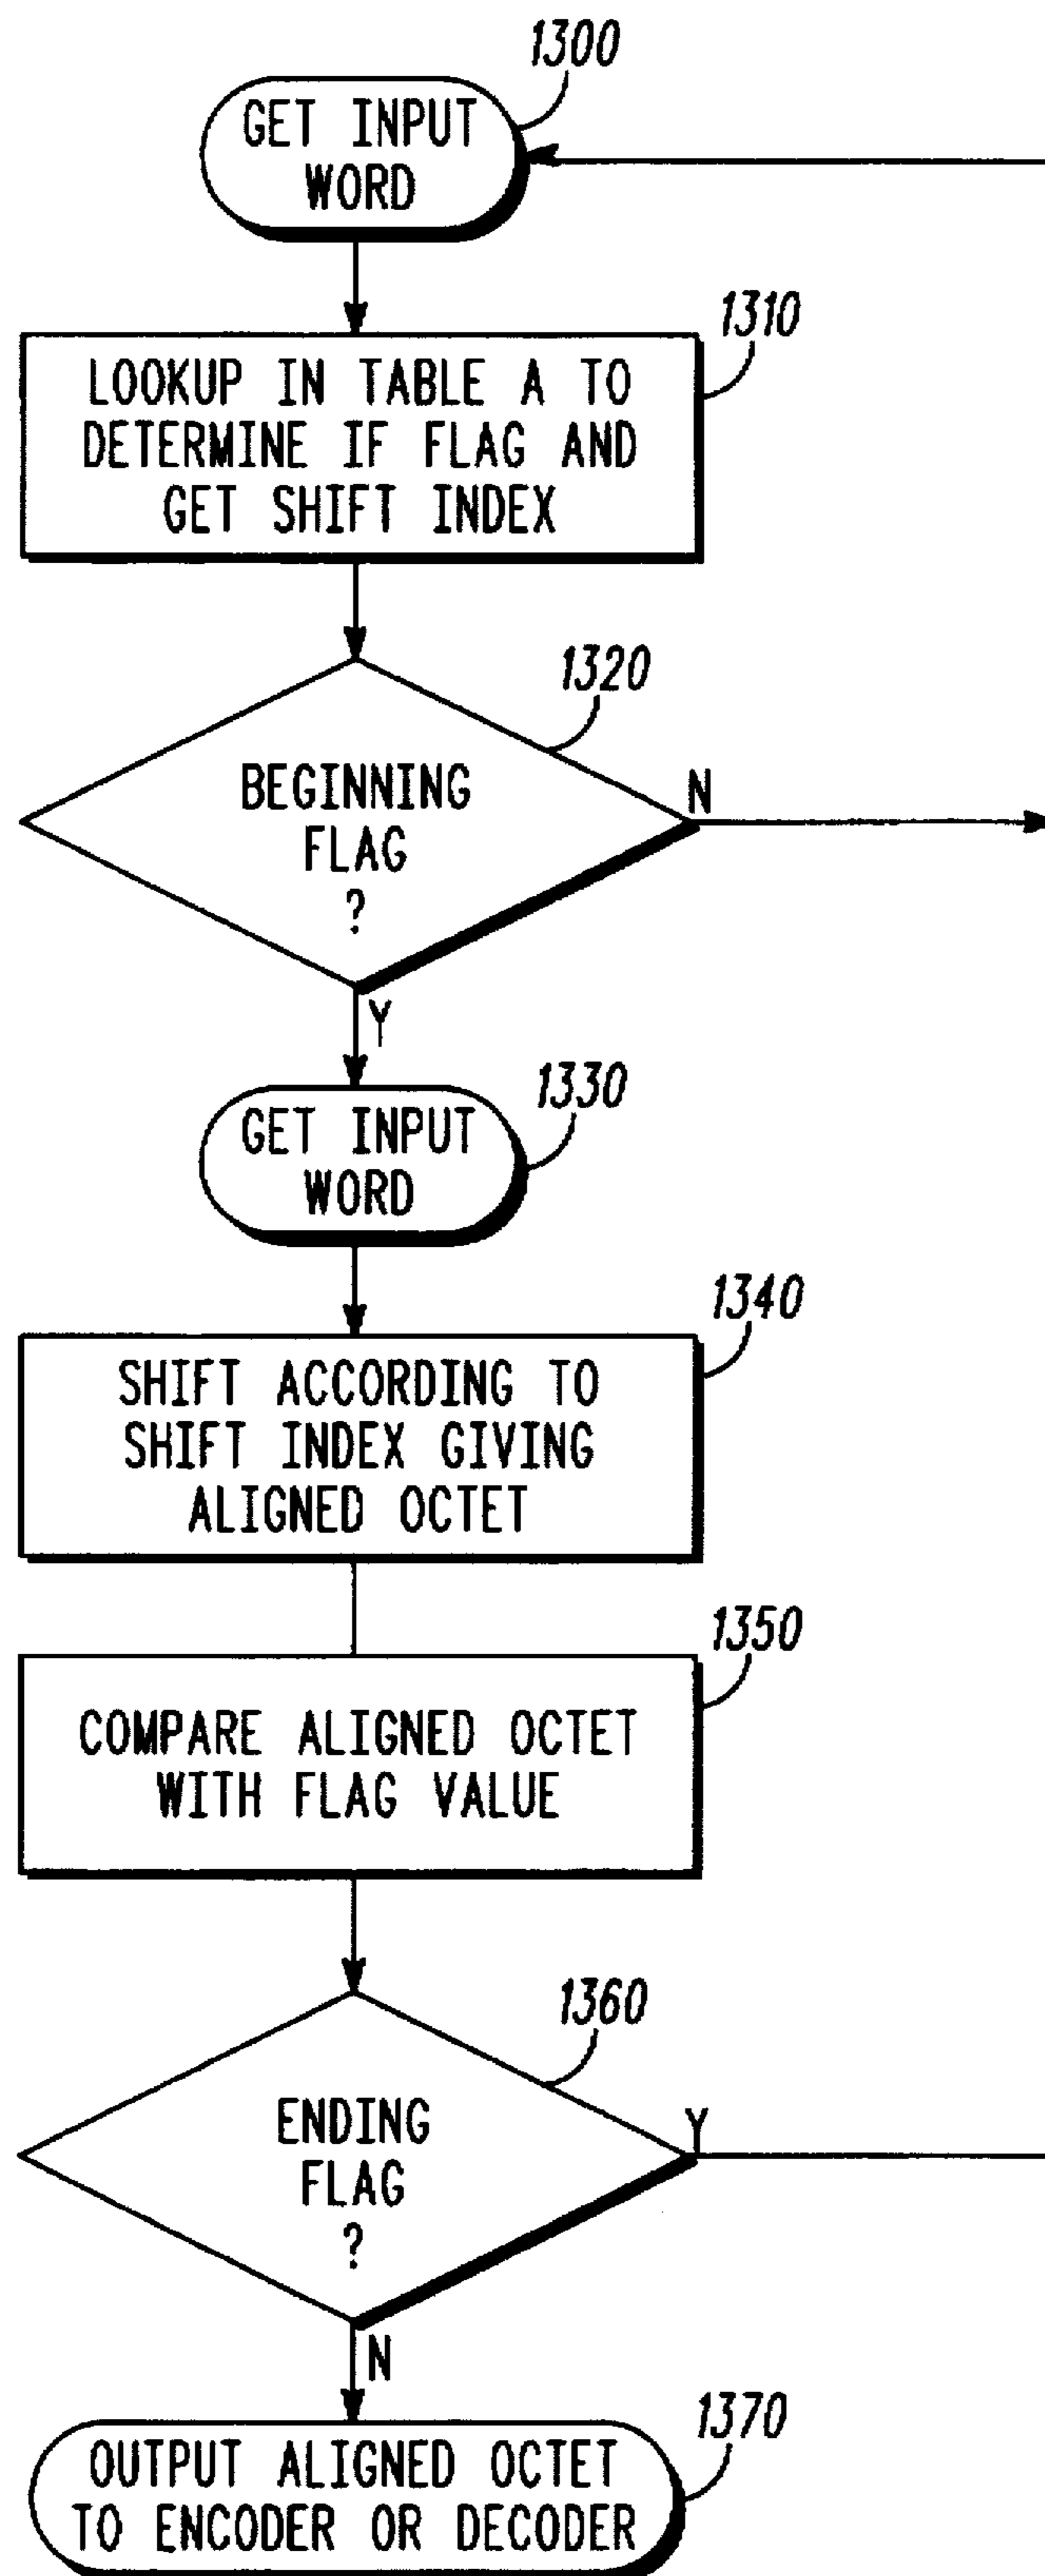 1300
GET INPUT
WORD
1310
LOOKUP IN TABLE A TO
DETERMINE IF FLAG AND
GET SHIFT INDEX
1320
BEGINNING
FLAG
?
N
Y
1330
GET INPUT
WORD
1340
SHIFT ACCORDING TO
SHIFT INDEX GIVING
ALIGNED OCTET
1350
COMPARE ALIGNED OCTET
WITH FLAG VALUE
1360
ENDING
FLAG
?
Y
N
1370
OUTPUT ALIGNED OCTET
TO ENCODER OR DECODER